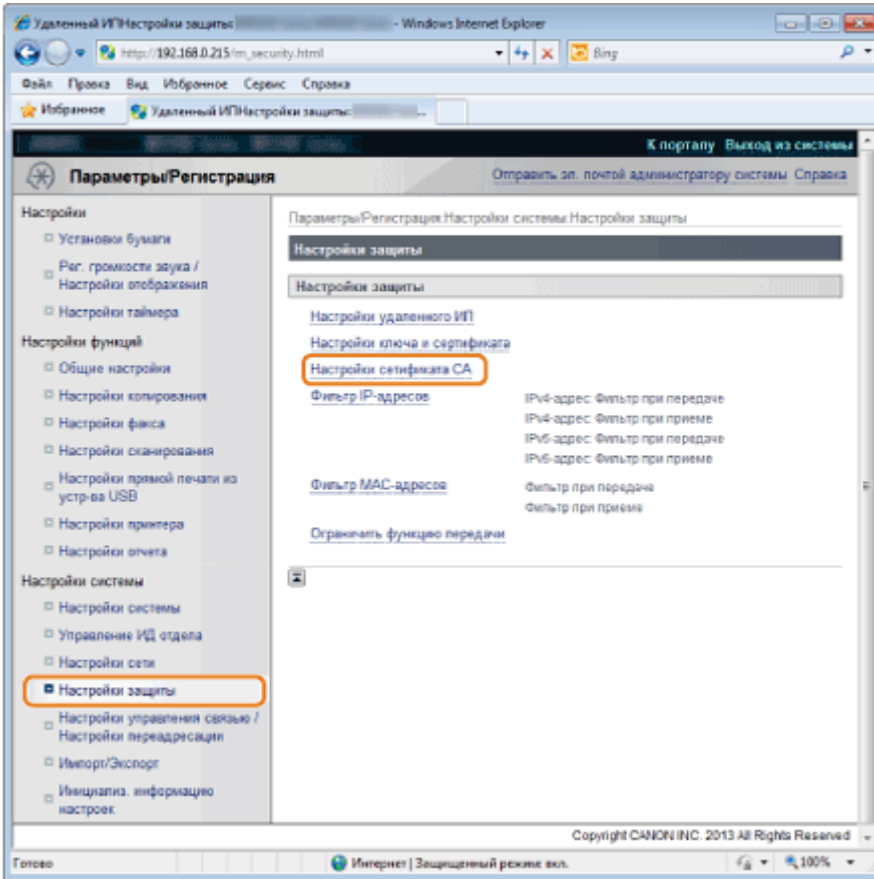 Удаленный ИПНастройки защиты:
- Windows Internet Explorer
http://192.168.0.215/m_security.html
Bing
Файл Правка Вид Избранное Сервис Справка
Избранное
Удаленный ИПНастройки защиты:
...
К порталу Выход из системы
Параметры/Регистрация
Отправить эл. почтой администратору системы Справка
Настройки
Установки бумаги
Рег. громкости звука /
Настройки отображения
Настройки таймера
Настройки функций
Общие настройки
Настройки копирования
Настройки факса
Настройки сканирования
Настройки прямой печати из
устр-ва USB
Настройки принтера
Настройки отчета
Настройки системы
Настройки системы
Управление ИД отдела
Настройки сети
Настройки защиты
Настройки управления связью /
Настройки переадресации
Импорт/Экспорт
Инициализ. информацию
настроек
Параметры/Регистрация:Настройки системы:Настройки защиты
Настройки защиты
Настройки защиты
Настройки удаленного ИП
Настройки ключа и сертификата
Настройки сетификата CA
Фильтр IP-адресов
IPv4-адрес: Фильтр при передаче
IPv4-адрес: Фильтр при приеме
IPv6-адрес: Фильтр при передаче
IPv6-адрес: Фильтр при приеме
Фильтр MAC-адресов
Фильтр при передаче
Фильтр при приеме
Ограничить функцию передачи
Copyright CANON INC. 2013 All Rights Reserved
Готово
Интернет | Защищенный режим: вкл.
100%